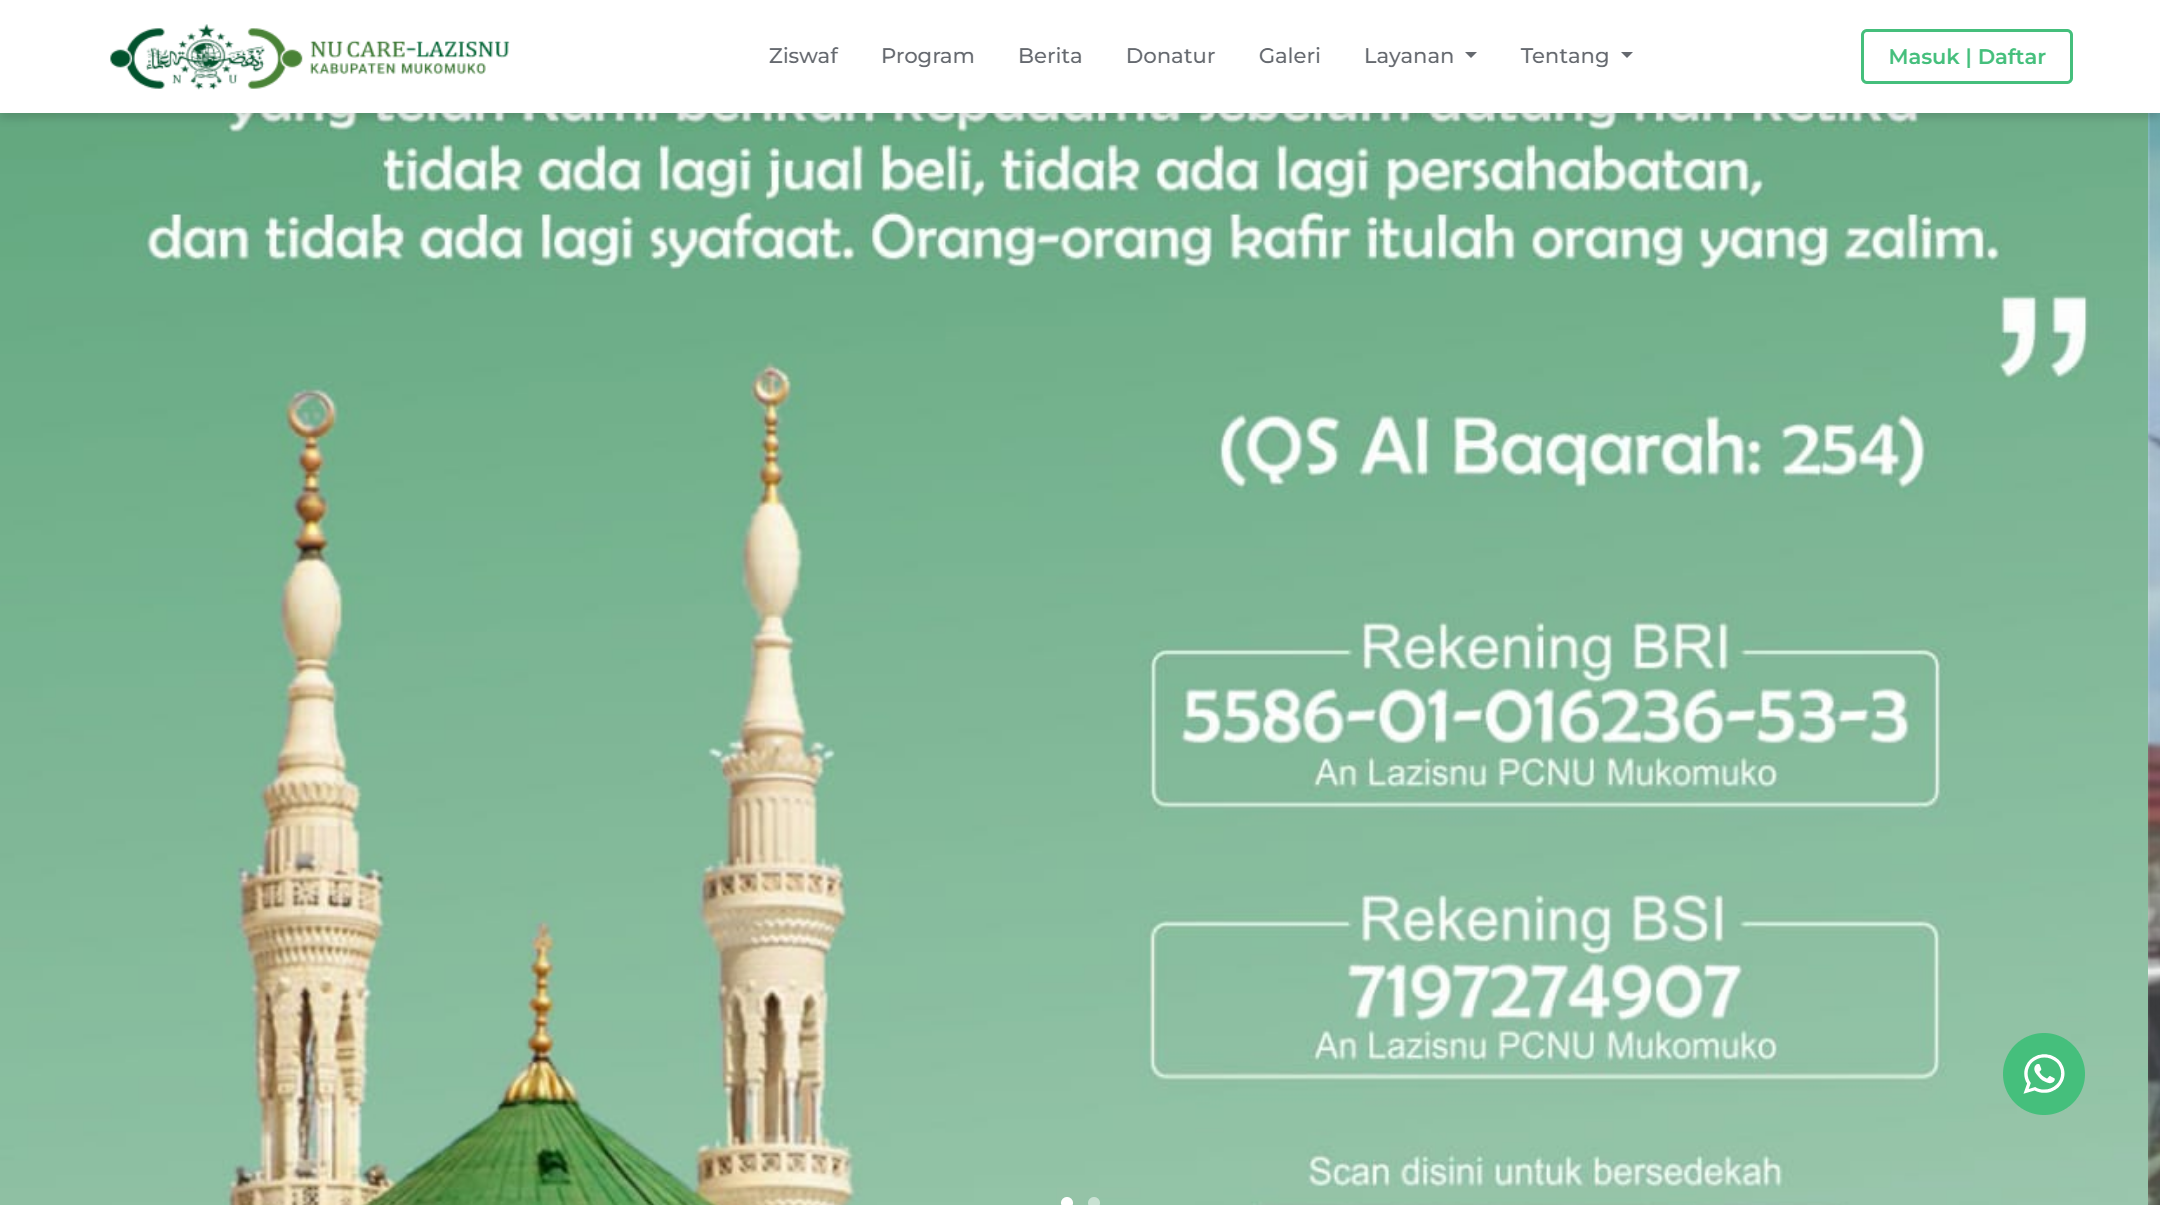 NU CARE-LAZISNU
KABUPATEN MUKOMUKO
N U
Ziswaf
Program
Berita
Donatur
Galeri
Layanan
Tentang
Masuk | Daftar
tidak ada lagi jual beli, tidak ada lagi persahabatan,
dan tidak ada lagi syafaat. Orang-orang kafir itulah orang yang zalim.
”
(QS Al Baqarah: 254)
Rekening BRI
5586-01-016236-53-3
An Lazisnu PCNU Mukomuko
Rekening BSI
7197274907
An Lazisnu PCNU Mukomuko
Scan disini untuk bersedekah